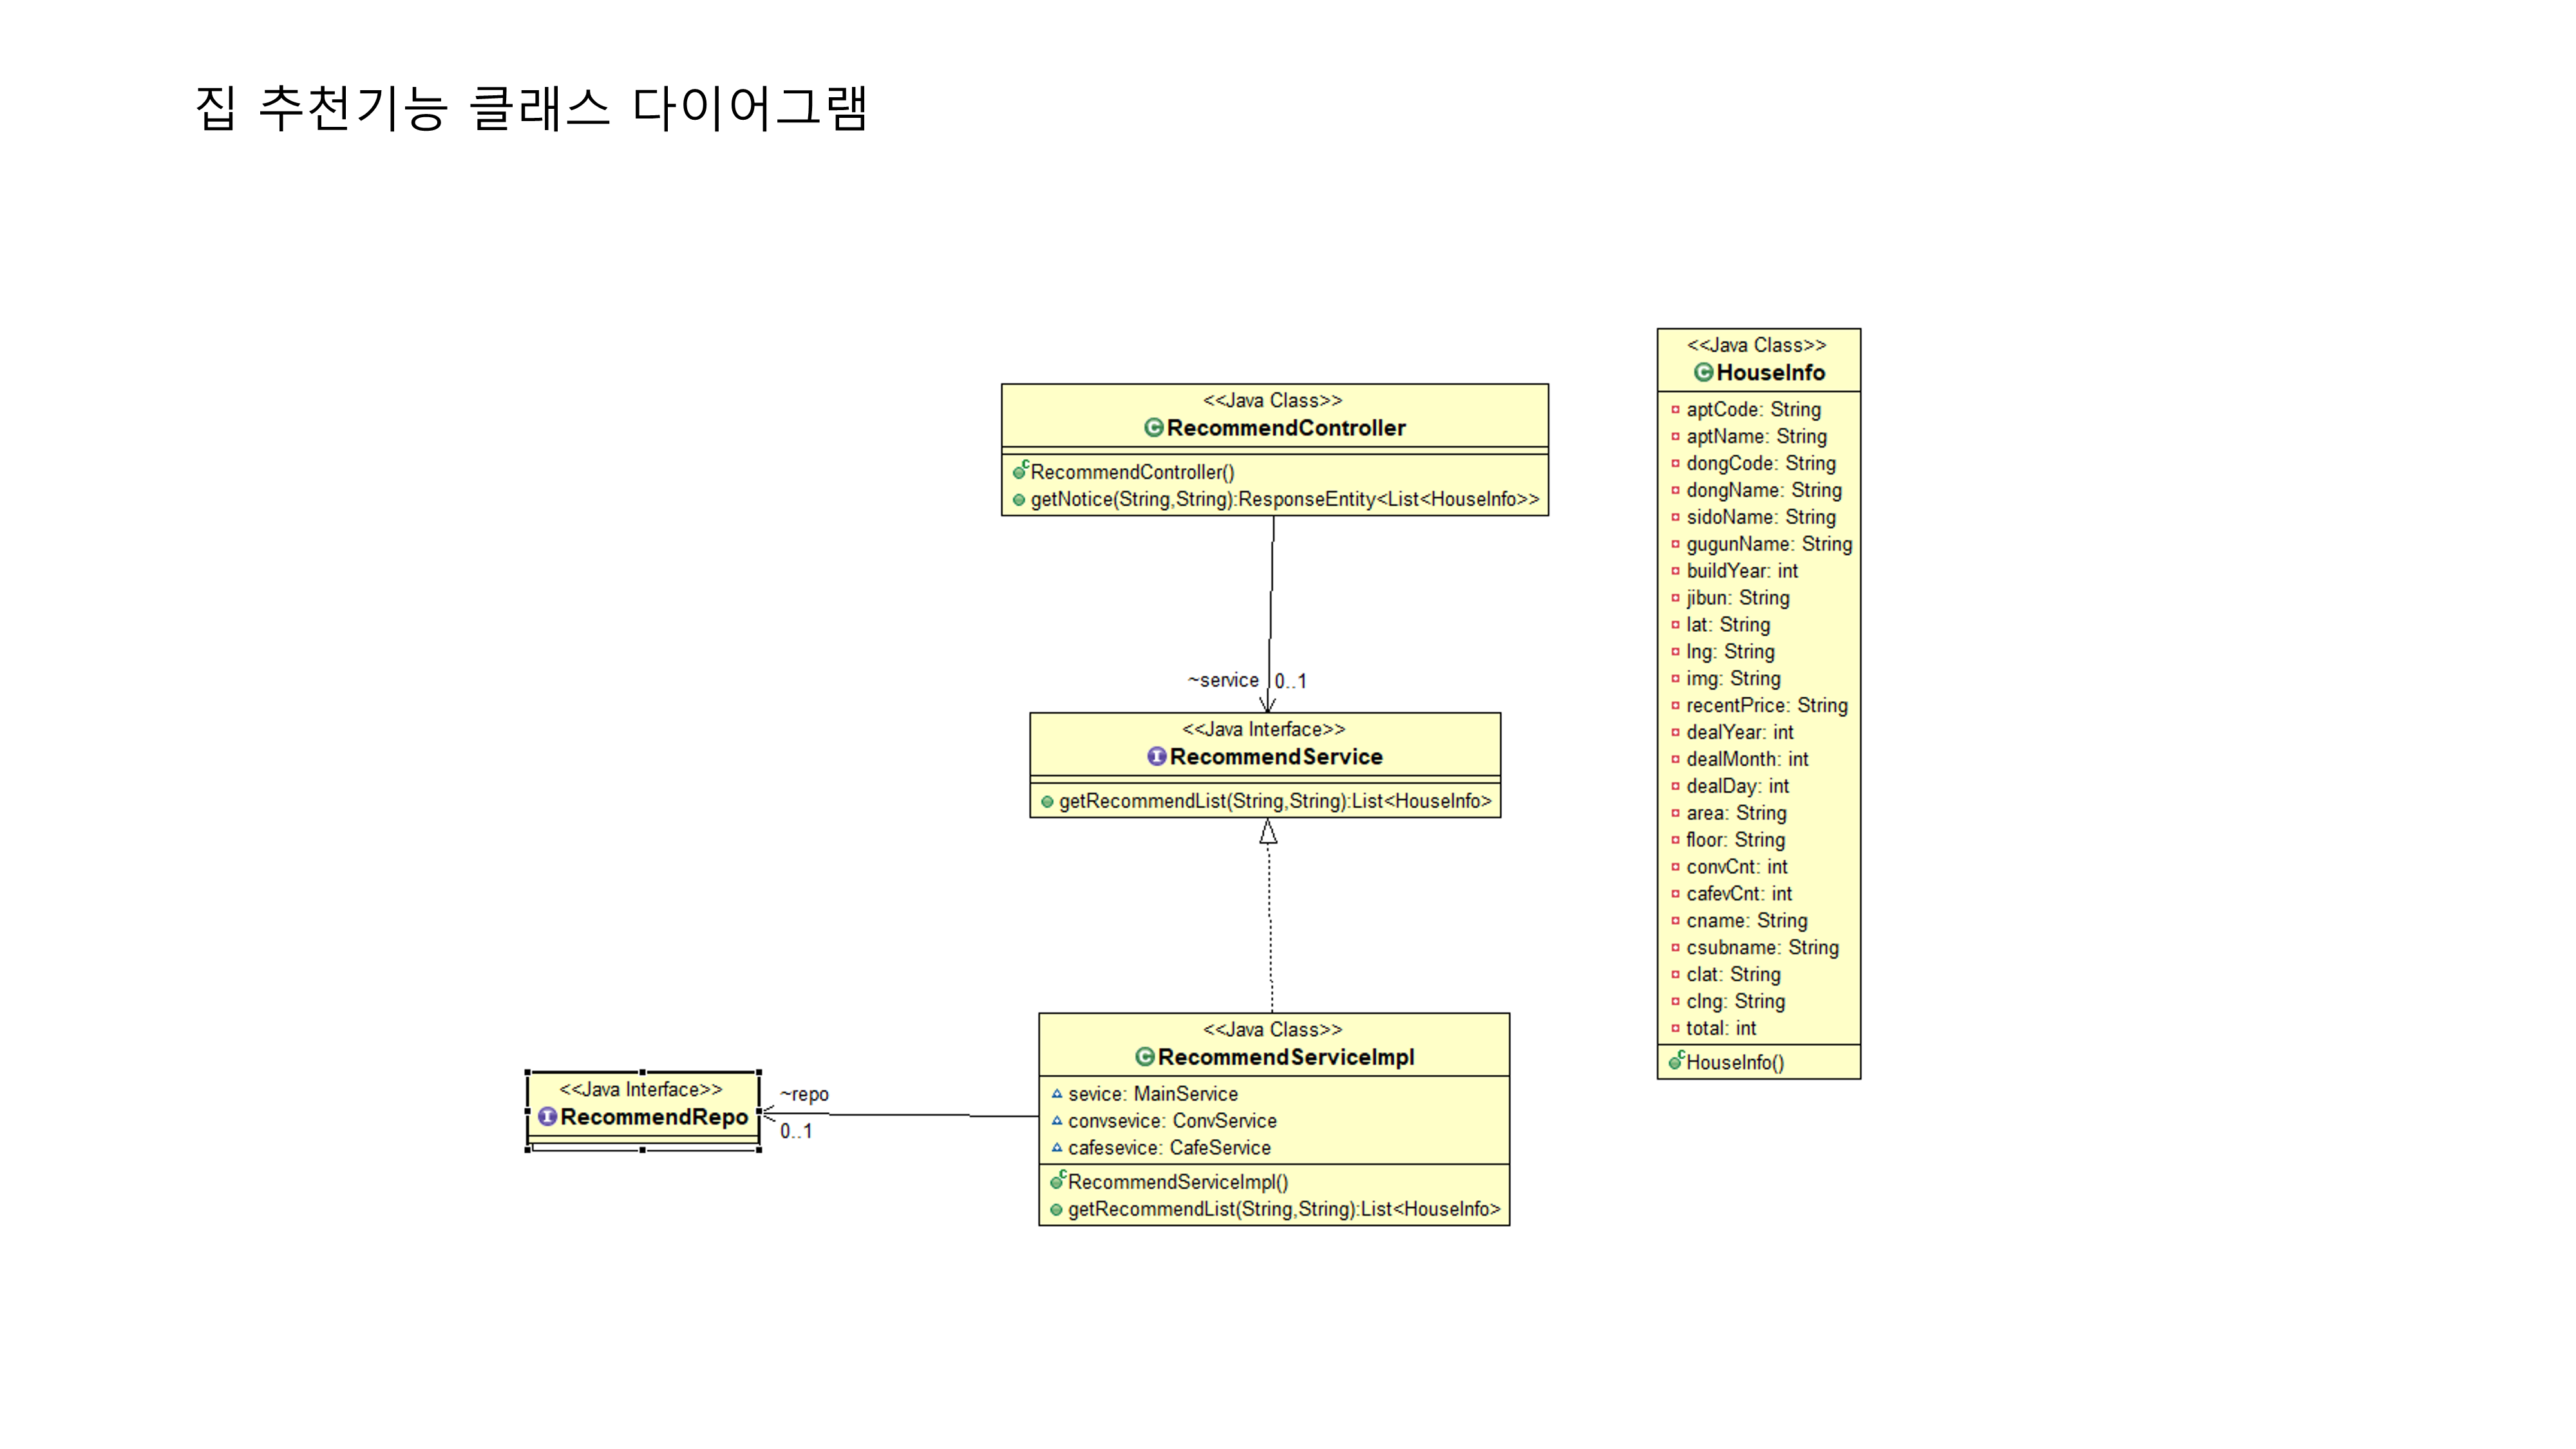 집 추천기능 클래스 다이어그램
<<Java Class>>
RecommendController
RecommendController()
getNotice(String,String):ResponseEntity<List<HouseInfo>>
~service 0..1
<<Java Interface>>
RecommendService
getRecommendList(String,String):List<HouseInfo>
<<Java Class>>
RecommendServiceImpl
sevice: MainService
convsevice: ConvService
cafesevice: CafeService
RecommendServiceImpl()
getRecommendList(String,String):List<HouseInfo>
~repo
0..1
<<Java Interface>>
RecommendRepo
<<Java Class>>
HouseInfo
aptCode: String
aptName: String
dongCode: String
dongName: String
sidoName: String
gugunName: String
buildYear: int
jibun: String
lat: String
lng: String
img: String
recentPrice: String
dealYear: int
dealMonth: int
dealDay: int
area: String
floor: String
convCnt: int
cafevCnt: int
cname: String
csubname: String
clat: String
clng: String
total: int
HouseInfo()